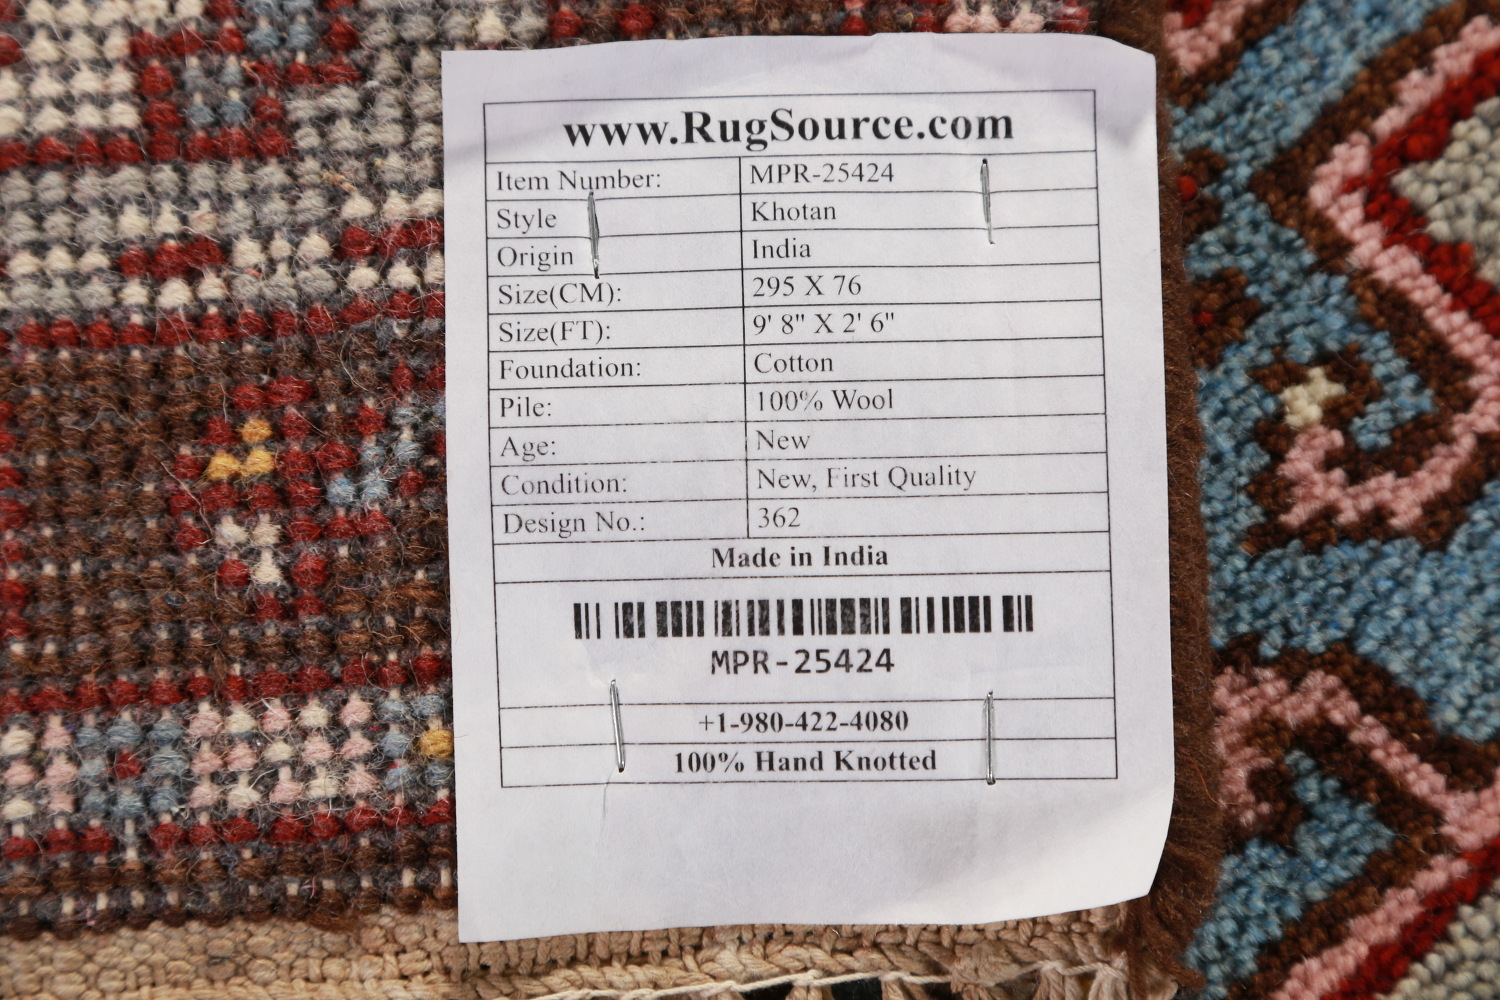 www.RugSource.com
Item Number: MPR-25424
Style Khotan
Origin India
Size(CM): 295 X 76
Size(FT): 9' 8" X 2' 6"
Foundation: Cotton
Pile: 100% Wool
Age: New
Condition: New, First Quality
Design No.: 362
Made in India
MPR-25424
+1-980-422-4080
100% Hand Knotted